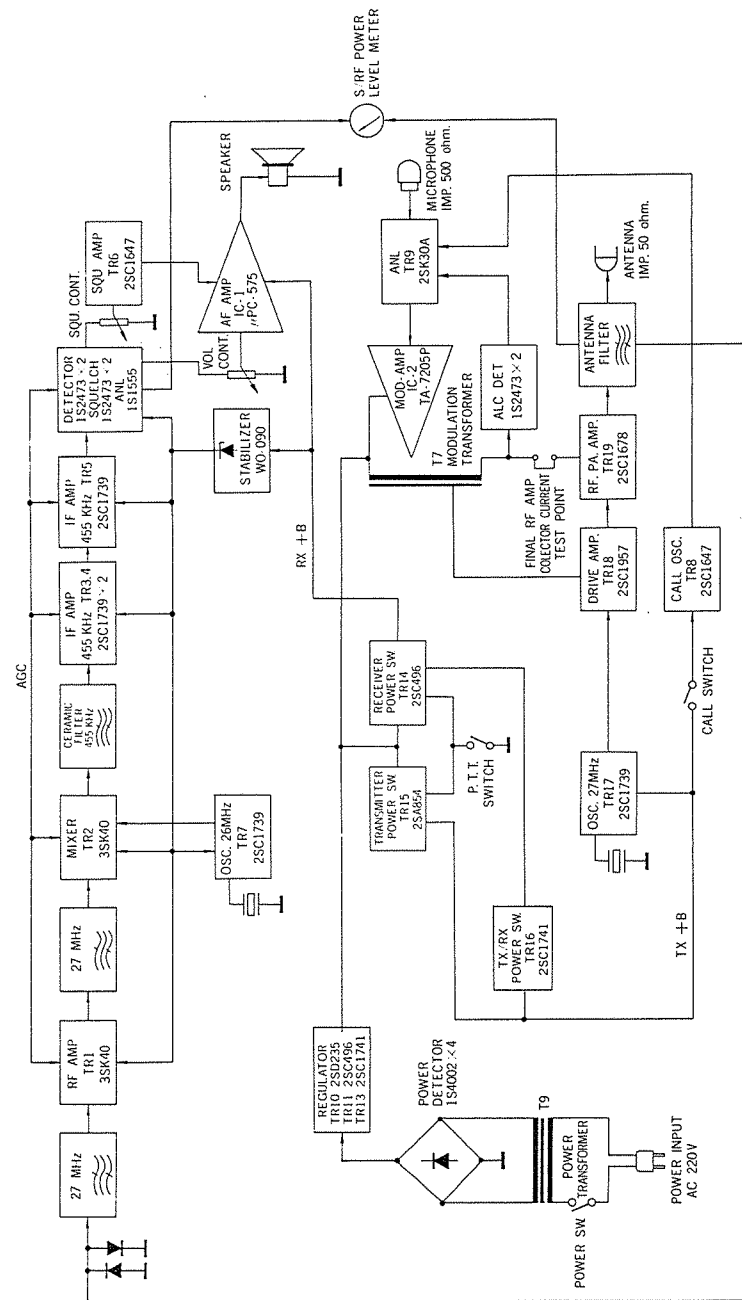 27 MHz
RF AMP
TR1
3SK40
27 MHz
MIXER
TR2
3SK40
CERAMIC
FILTER
455 KHz
IF AMP
455 KHz TR3.4
2SC1739 × 2
IF AMP
455 KHz TR5
2SC1739
DETECTOR
1S2473 × 2
SQUELCH
1S2473 × 2
ANL
1S1555
SQU. CONT.
SQU AMP
TR6
2SC1647
AGC
OSC. 26MHz
TR7
2SC1739
STABILIZER
WO-090
VOL
CONT.
AF AMP
IC-1
μPC-575
SPEAKER
S/RF POWER
LEVEL METER
RX +B
REGULATOR
TR10 2SD235
TR11 2SC496
TR13 2SC1741
TRANSMITTER
POWER SW.
TR15
2SA854
RECEIVER
POWER SW.
TR14
2SC496
P.T.T.
SWITCH
T7
MODULATION
TRANSFORMER
MOD-AMP
IC-2
TA-7205P
ANL
TR9
2SK30A
MICROPHONE
IMP. 500 ohm.
ALC DET
1S2473 × 2
FINAL RF AMP
COLECTOR CURRENT
TEST POINT
POWER
DETECTOR
1S4002 × 4
TX/RX
POWER SW.
TR16
2SC1741
T9
POWER
TRANSFORMER
POWER SW.
POWER INPUT
AC 220V
TX +B
OSC. 27MHz
TR17
2SC1739
DRIVE AMP.
TR18
2SC1957
RF. PA. AMP.
TR19
2SC1678
ANTENNA
FILTER
ANTENNA
IMP. 50 ohm.
CALL SWITCH
CALL OSC.
TR8
2SC1647